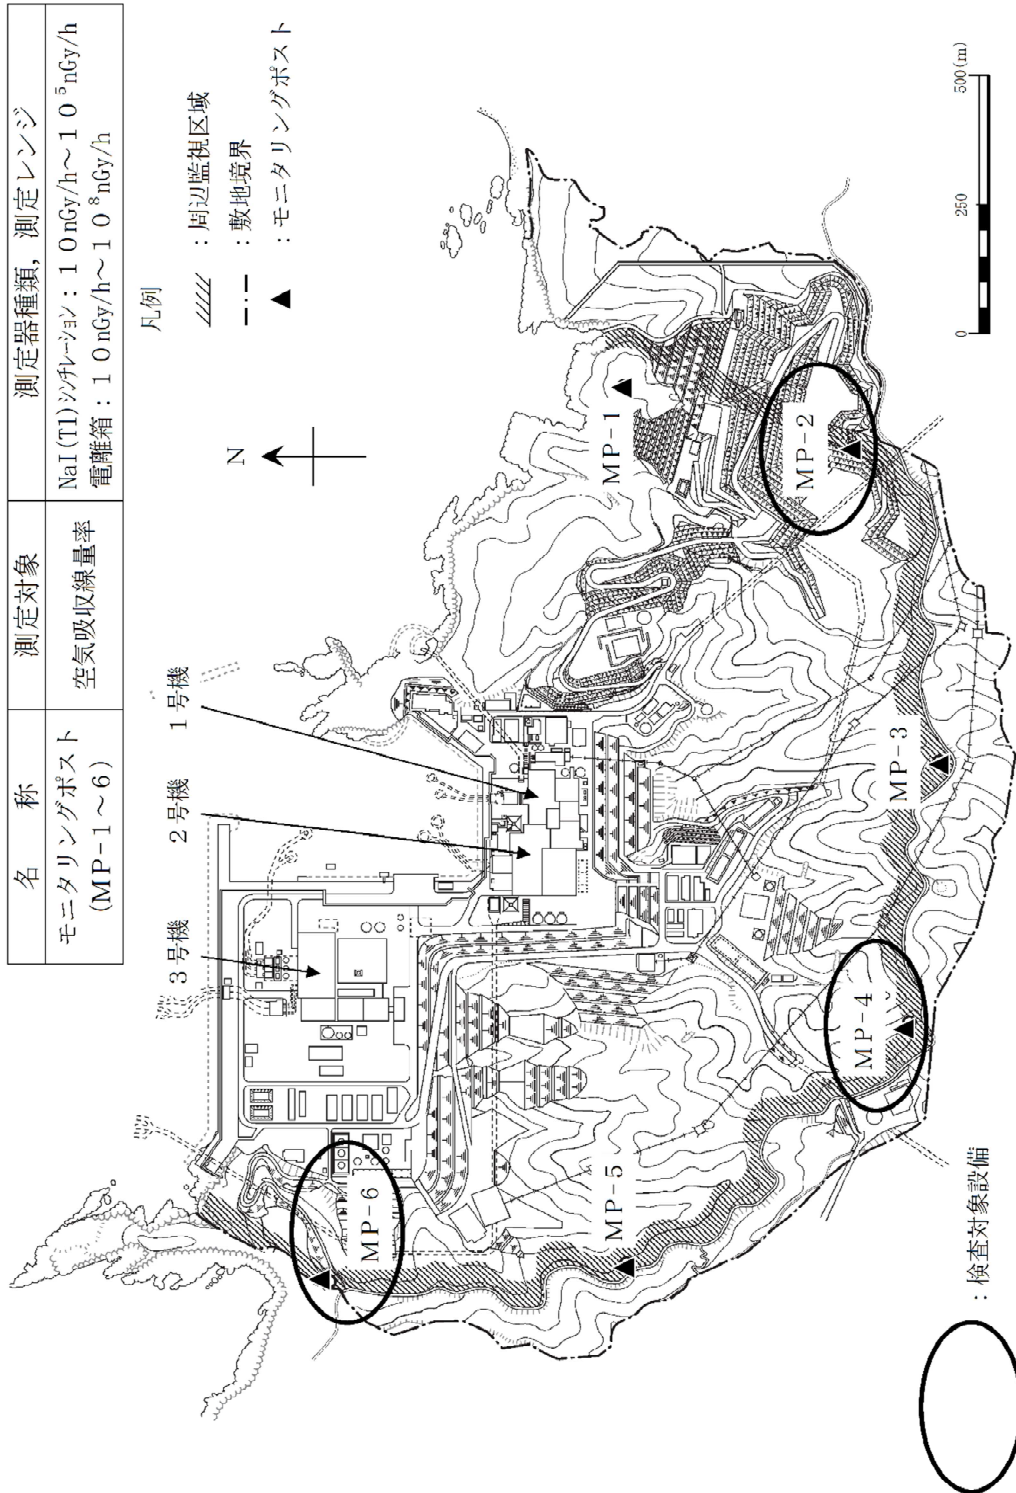 名　　称
測定対象
測定器種類，測定レンジ
モニタリングポスト
(MP-1～6)
空気吸収線量率
NaI(Tl)シンチレーション：10nGy/h～10⁵nGy/h
電離箱：10nGy/h～10⁸nGy/h
凡例
：周辺監視区域
：敷地境界
：モニタリングポスト
N
3号機
2号機
1号機
MP-1
MP-2
MP-3
MP-4
MP-5
MP-6
0
250
500(m)
：検査対象設備